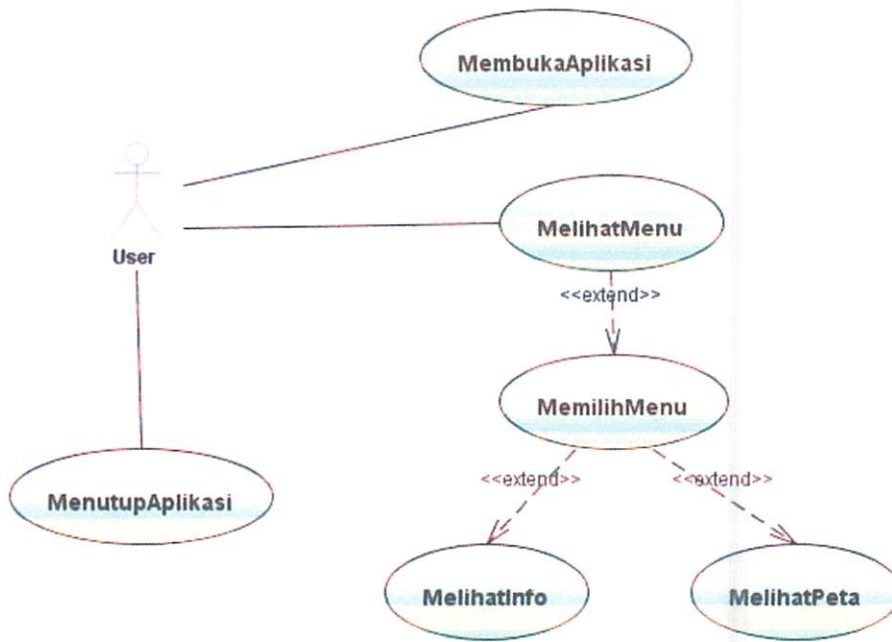 MembukaAplikasi
MelihatMenu
User
<<extend>>
MemilihMenu
<<extend>>
<<extend>>
MenutupAplikasi
MelihatInfo
MelihatPeta